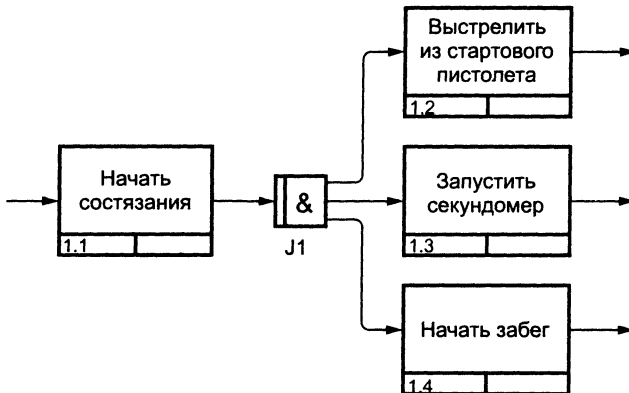 Выстрелить
из стартового
пистолета
1.2
Начать
состязания
1.1
&
J1
Запустить
секундомер
1.3
Начать забег
1.4